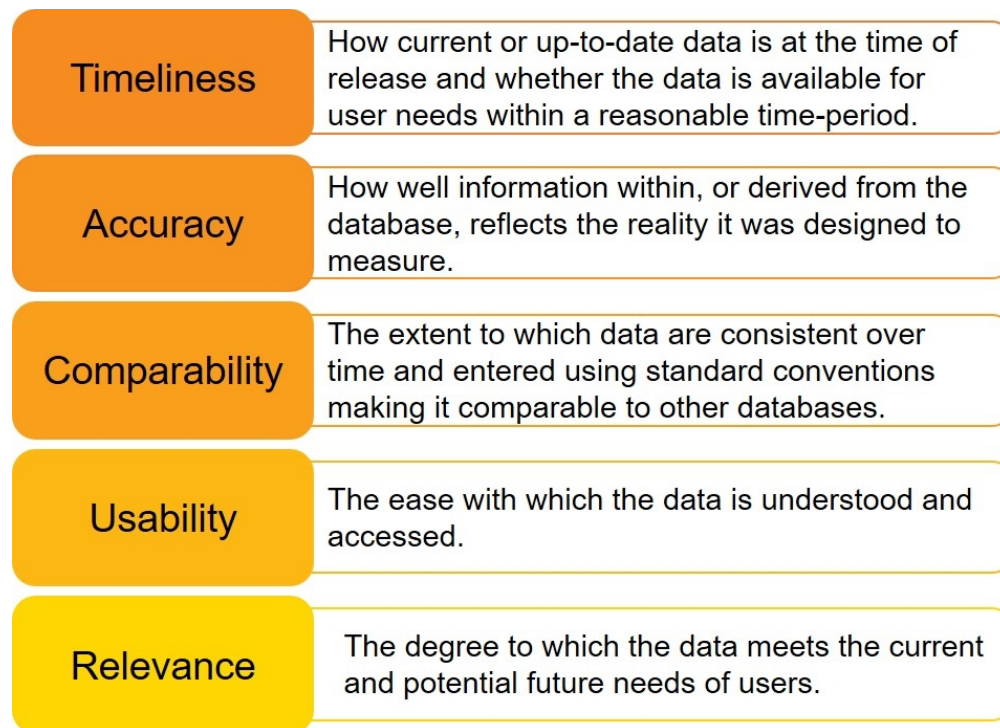 Timeliness
How current or up-to-date data is at the time of
release and whether the data is available for
user needs within a reasonable time-period.
Accuracy
How well information within, or derived from the
database, reflects the reality it was designed to
measure.
Comparability
The extent to which data are consistent over
time and entered using standard conventions
making it comparable to other databases.
Usability
The ease with which the data is understood and
accessed.
Relevance
The degree to which the data meets the current
and potential future needs of users.